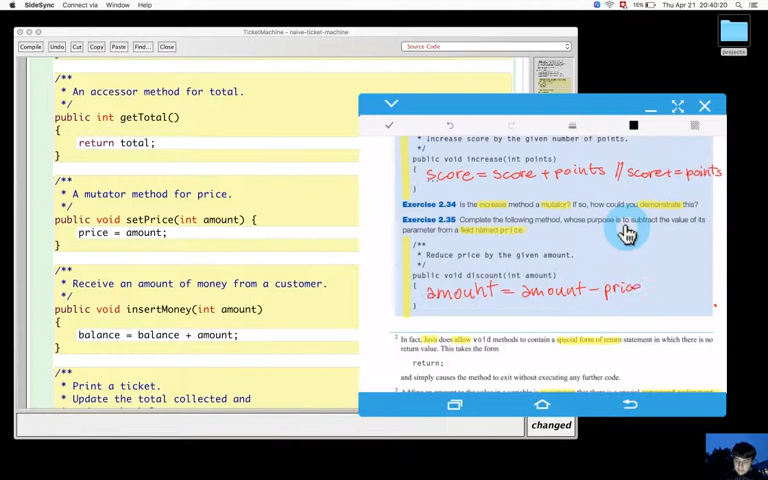 SideSync Connect via Window Help
15% Thu Apr 21 20:40:20
TicketMachine - naive-ticket-machine
Compile Undo Cut Copy Paste Find... Close Source Code
projects
/**
* An accessor method for total.
*/
public int getTotal()
{
return total;
}
/**
* A mutator method for price.
*/
public void setPrice(int amount) {
price = amount;
}
/**
* Receive an amount of money from a customer.
*/
public void insertMoney(int amount)
{
balance = balance + amount;
}
/**
* Print a ticket.
* Update the total collected and
changed
* Increase score by the given number of points.
*/
public void increase(int points)
{ score = score + points // score += points
}
Exercise 2.34 Is the increase method a mutator? If so, how could you demonstrate this?
Exercise 2.35 Complete the following method, whose purpose is to subtract the value of its
parameter from a field named price.
/**
* Reduce price by the given amount.
*/
public void discount(int amount)
{ amount = amount - price
}
2 In fact, Java does allow void methods to contain a special form of return statement in which there is no
return value. This takes the form
return;
and simply causes the method to exit without executing any further code.